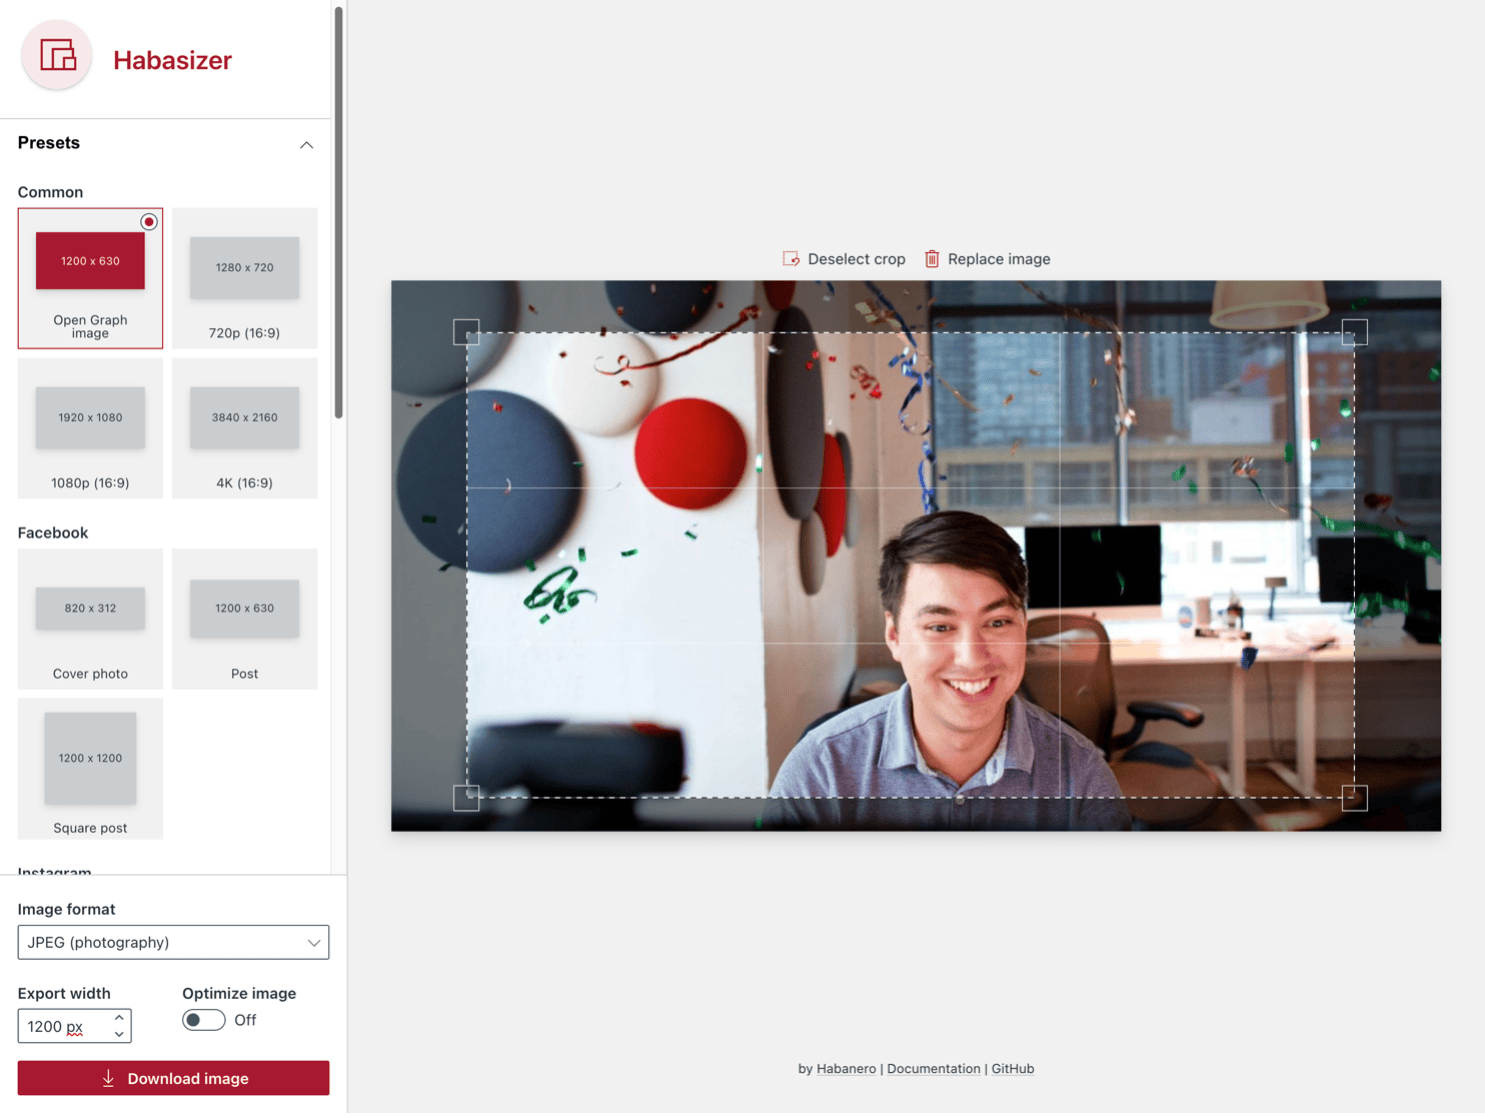 Habasizer
Presets
Common
1200 x 630
Open Graph
image
1280 x 720
720p (16:9)
1920 x 1080
1080p (16:9)
3840 x 2160
4K (16:9)
Facebook
820 x 312
Cover photo
1200 x 630
Post
1200 x 1200
Square post
Instagram
Image format
JPEG (photography)
Export width
1200 px
Optimize image
Off
Download image
Deselect crop
Replace image
by Habanero | Documentation | GitHub